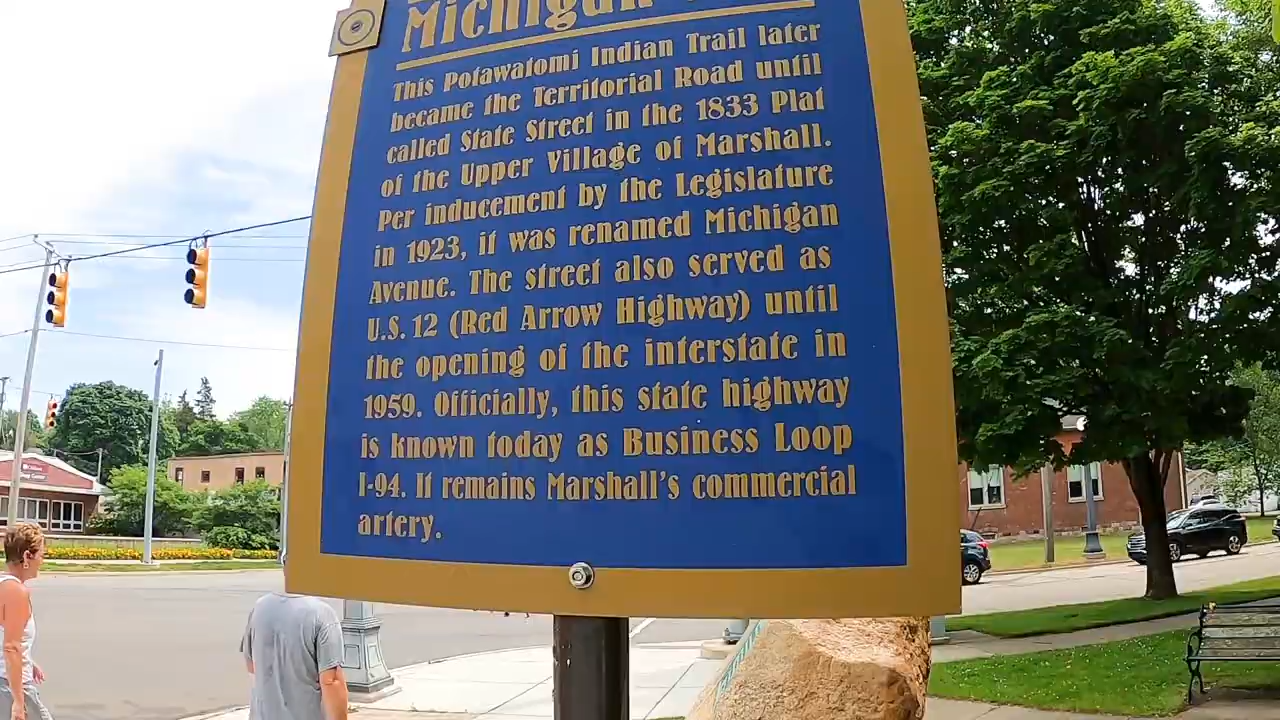 Michigan
This Potawatomi Indian Trail later
became the Territorial Road until
called State Street in the 1833 Plat
of the Upper Village of Marshall.
Per inducement by the Legislature
in 1923, it was renamed Michigan
Avenue. The street also served as
U.S. 12 (Red Arrow Highway) until
the opening of the interstate in
1959. Officially, this state highway
is known today as Business Loop
I-94. It remains Marshall's commercial
artery.